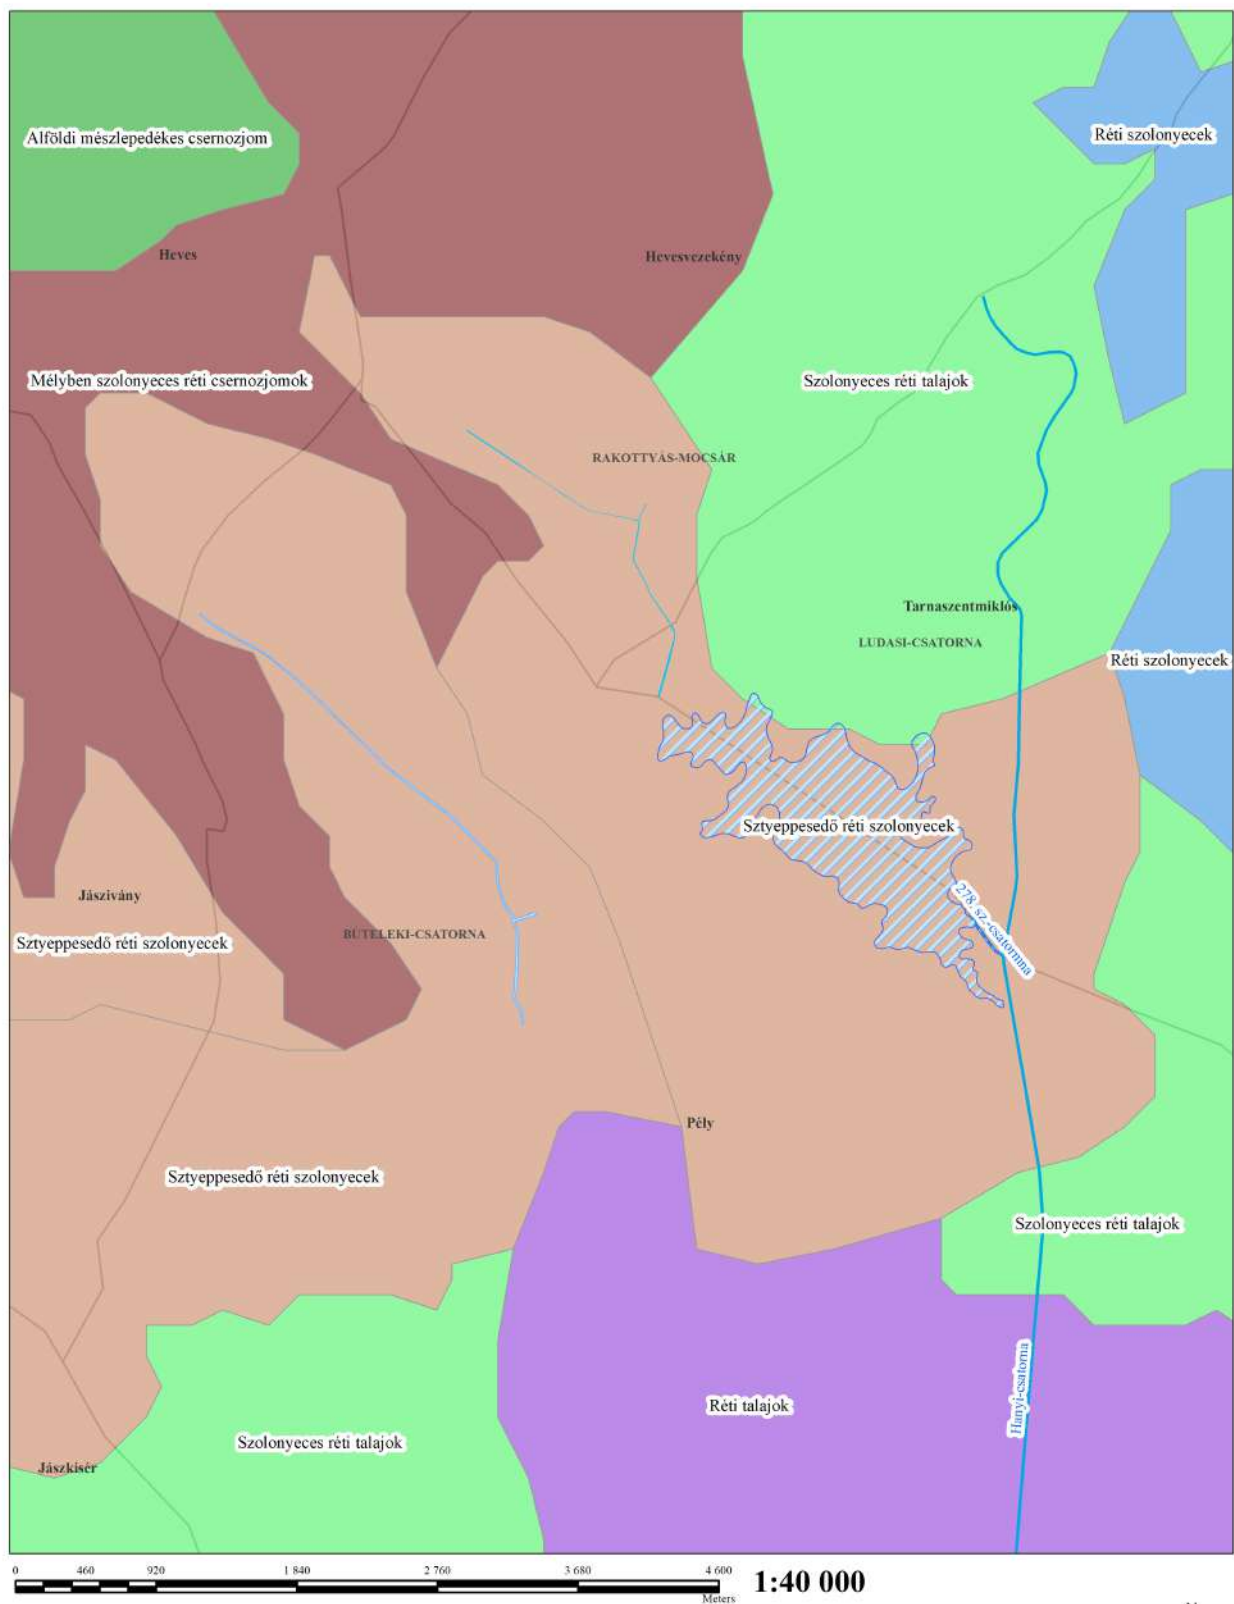 Alföldi mészlepedékes csernozjom
Réti szolonyecek
Heves
Hevesvezekény
Mélyben szolonyeces réti csernozjomok
Szolonyeces réti talajok
RAKOTTYÁS-MOCSÁR
Tarnaszentmiklós
LUDASI-CSATORNA
Réti szolonyecek
Sztyeppesedő réti szolonyecek
Jászivány
278. sz.-csatornna
BÜTELEKI-CSATORNA
Sztyeppesedő réti szolonyecek
Pély
Sztyeppesedő réti szolonyecek
Szolonyeces réti talajok
Hanyi-csatorna
Réti talajok
Szolonyeces réti talajok
Jászkisér
0 460 920 1 840 2 760 3 680 4 600
Meters
1:40 000